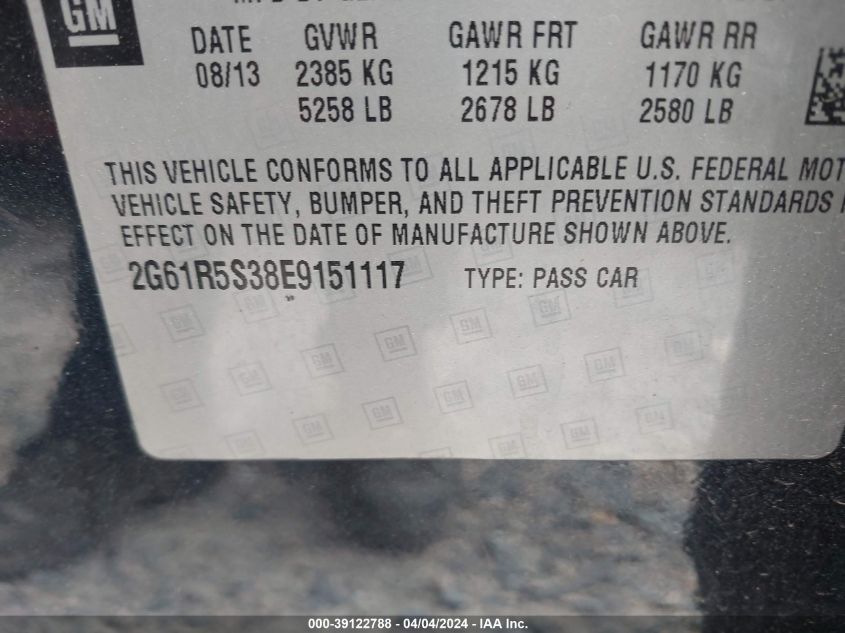 GM
DATE GVWR GAWR FRT GAWR RR
08/13 2385 KG 1215 KG 1170 KG
5258 LB 2678 LB 2580 LB
THIS VEHICLE CONFORMS TO ALL APPLICABLE U.S. FEDERAL MOT
VEHICLE SAFETY, BUMPER, AND THEFT PREVENTION STANDARDS
EFFECT ON THE DATE OF MANUFACTURE SHOWN ABOVE.
2G61R5S38E9151117 TYPE: PASS CAR
000-39122788 - 04/04/2024 - IAA Inc.